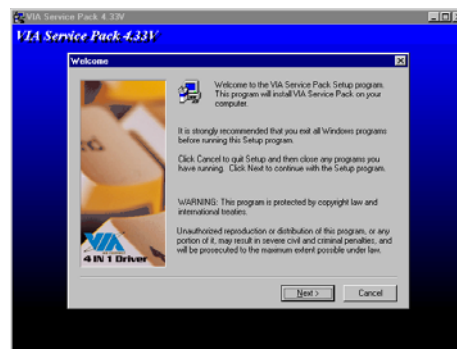 VIA Service Pack 4.33V
VIA Service Pack 4.33V
Welcome
Welcome to the VIA Service Pack Setup program.
This program will install VIA Service Pack on your
computer.
It is strongly recommended that you exit all Windows programs
before running this Setup program.
Click Cancel to quit Setup and then close any programs you
have running. Click Next to continue with the Setup program.
WARNING: This program is protected by copyright law and
international treaties.
Unauthorized reproduction or distribution of this program, or any
portion of it, may result in severe civil and criminal penalties, and
will be prosecuted to the maximum extent possible under law.
VIA
4 IN 1 Driver
Next >
Cancel